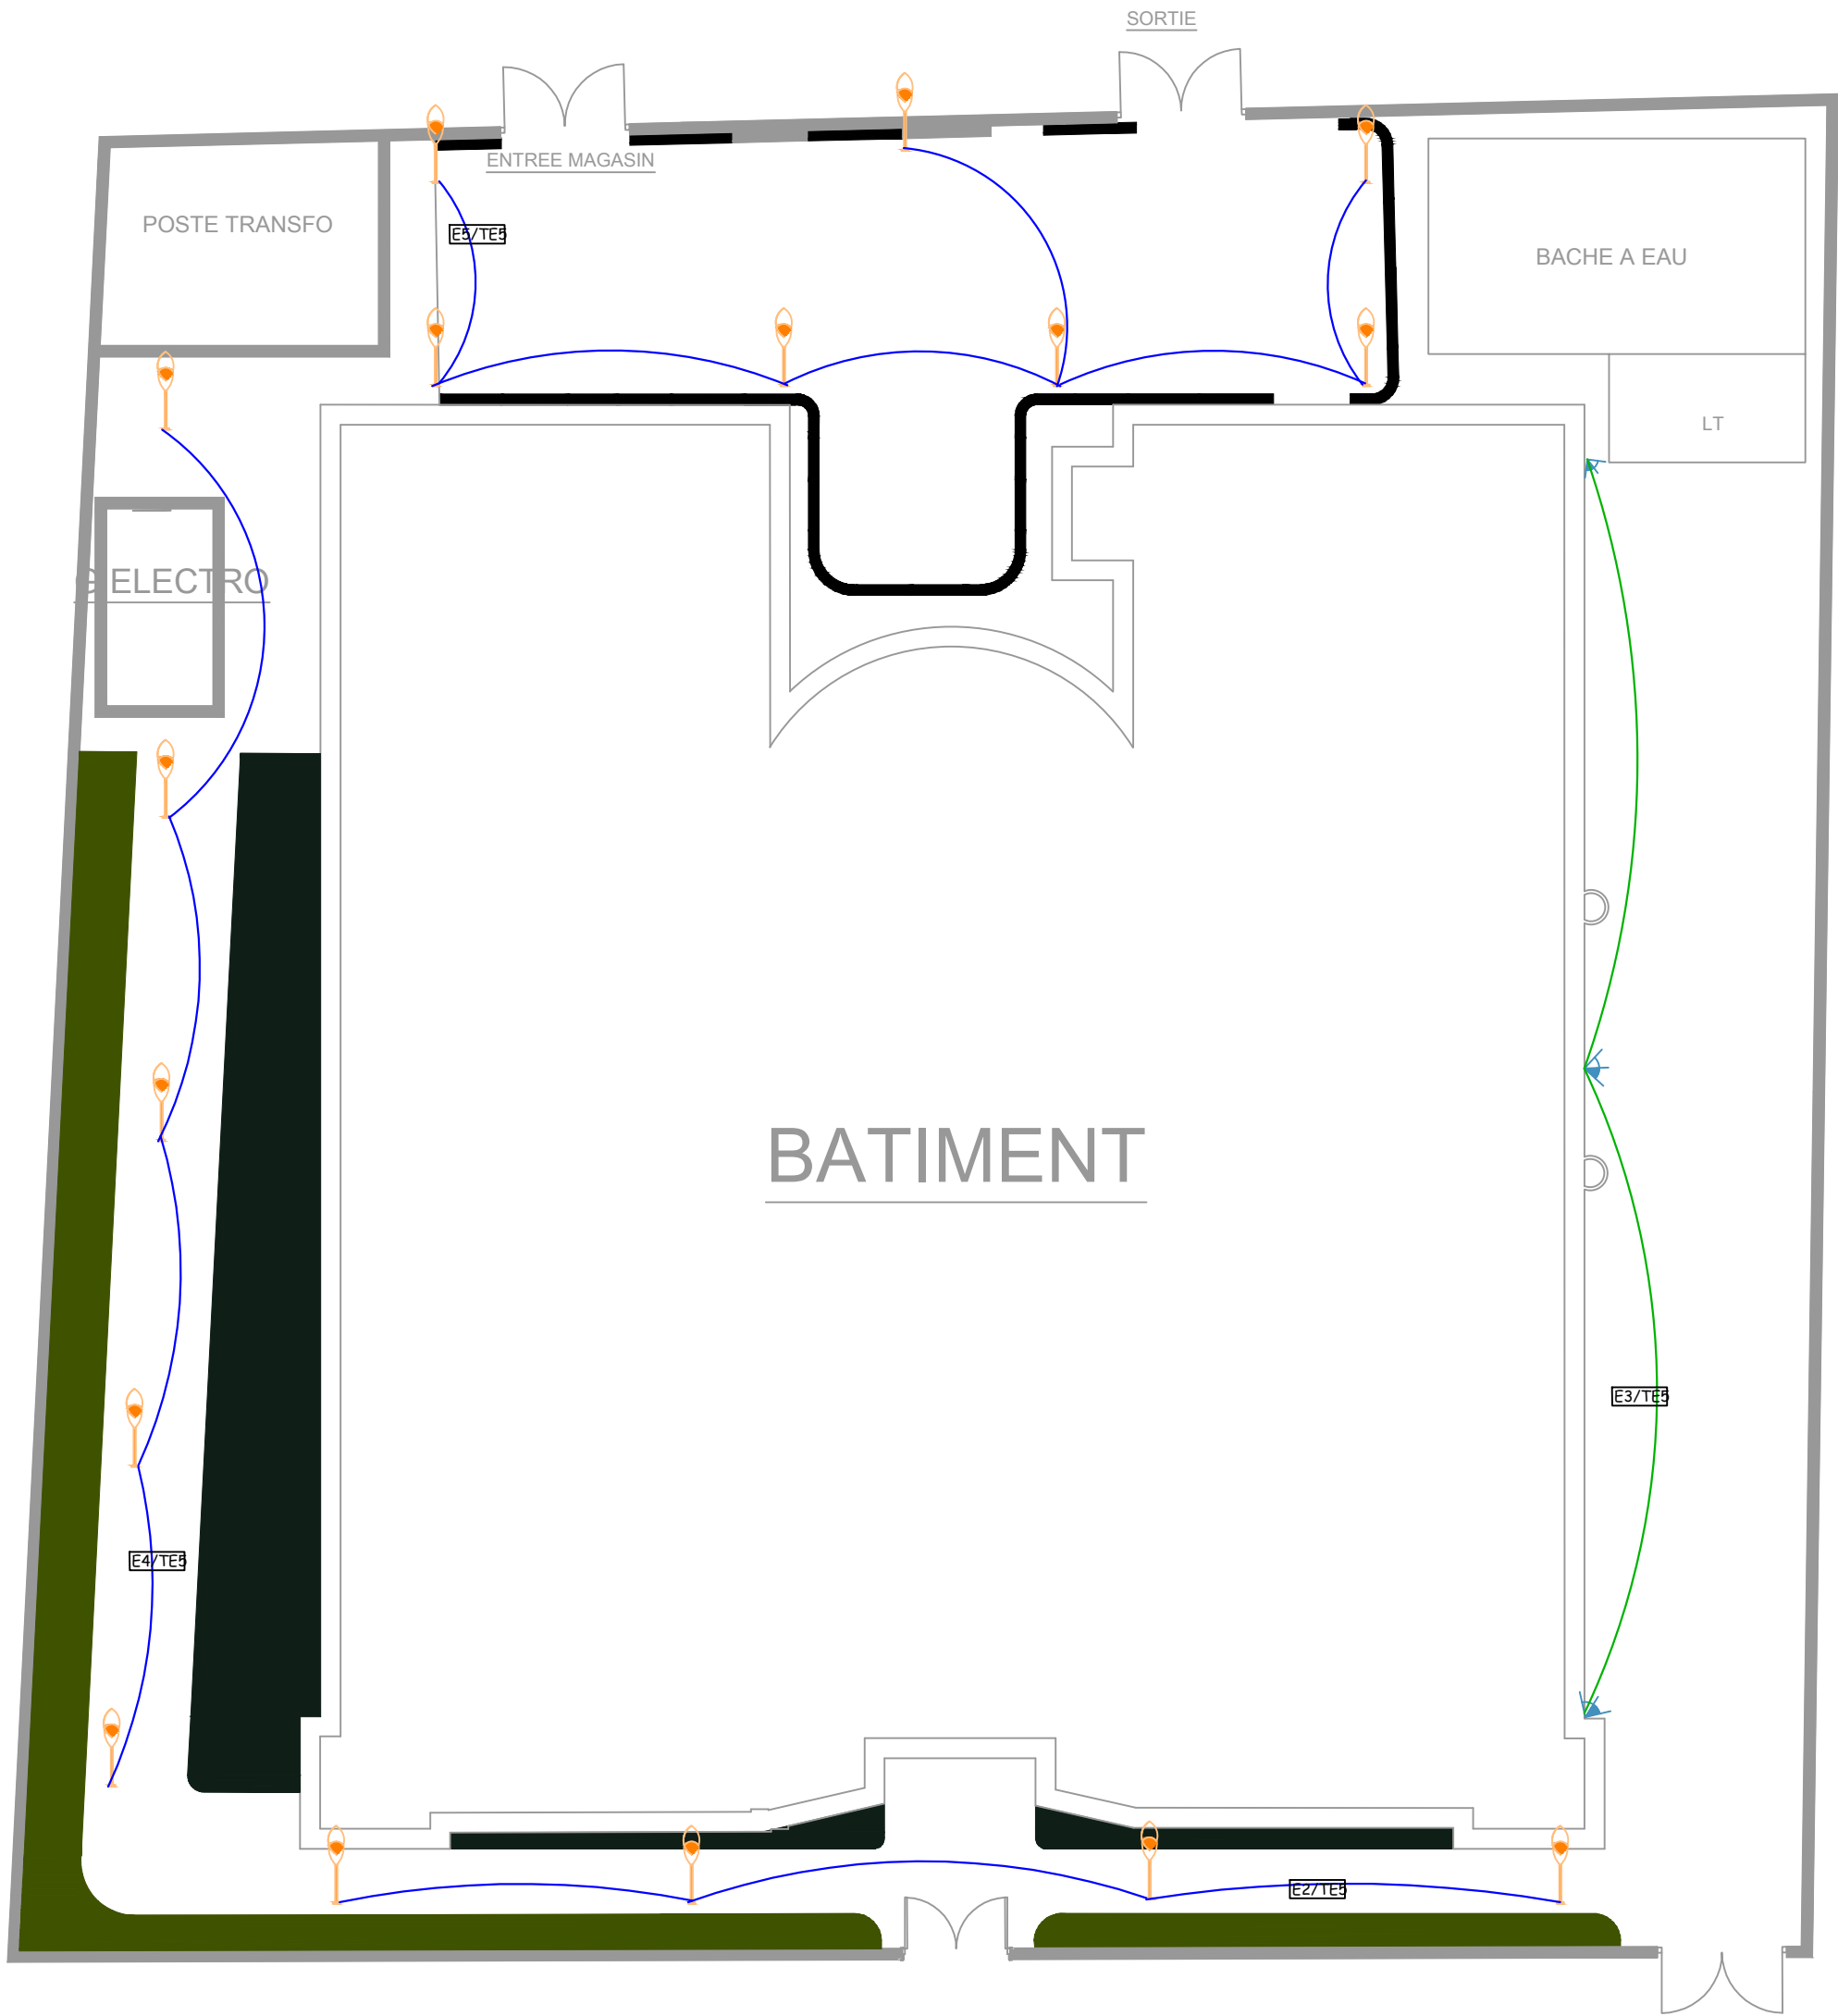 SORTIE
ENTREE MAGASIN
POSTE TRANSFO
E5/TE5
BACHE A EAU
LT
G ELECTRO
BATIMENT
E3/TE5
E4/TE5
E2/TE5